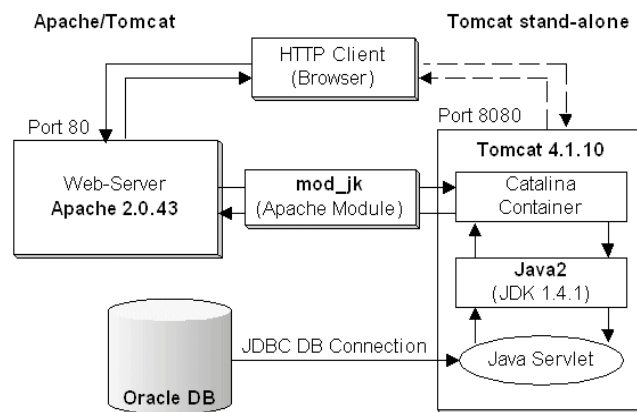 Apache/Tomcat
Tomcat stand-alone
HTTP Client
(Browser)
Port 80
Port 8080
Web-Server
Apache 2.0.43
mod_jk
(Apache Module)
Tomcat 4.1.10
Catalina
Container
Java2
(JDK 1.4.1)
JDBC DB Connection
Java Servlet
Oracle DB